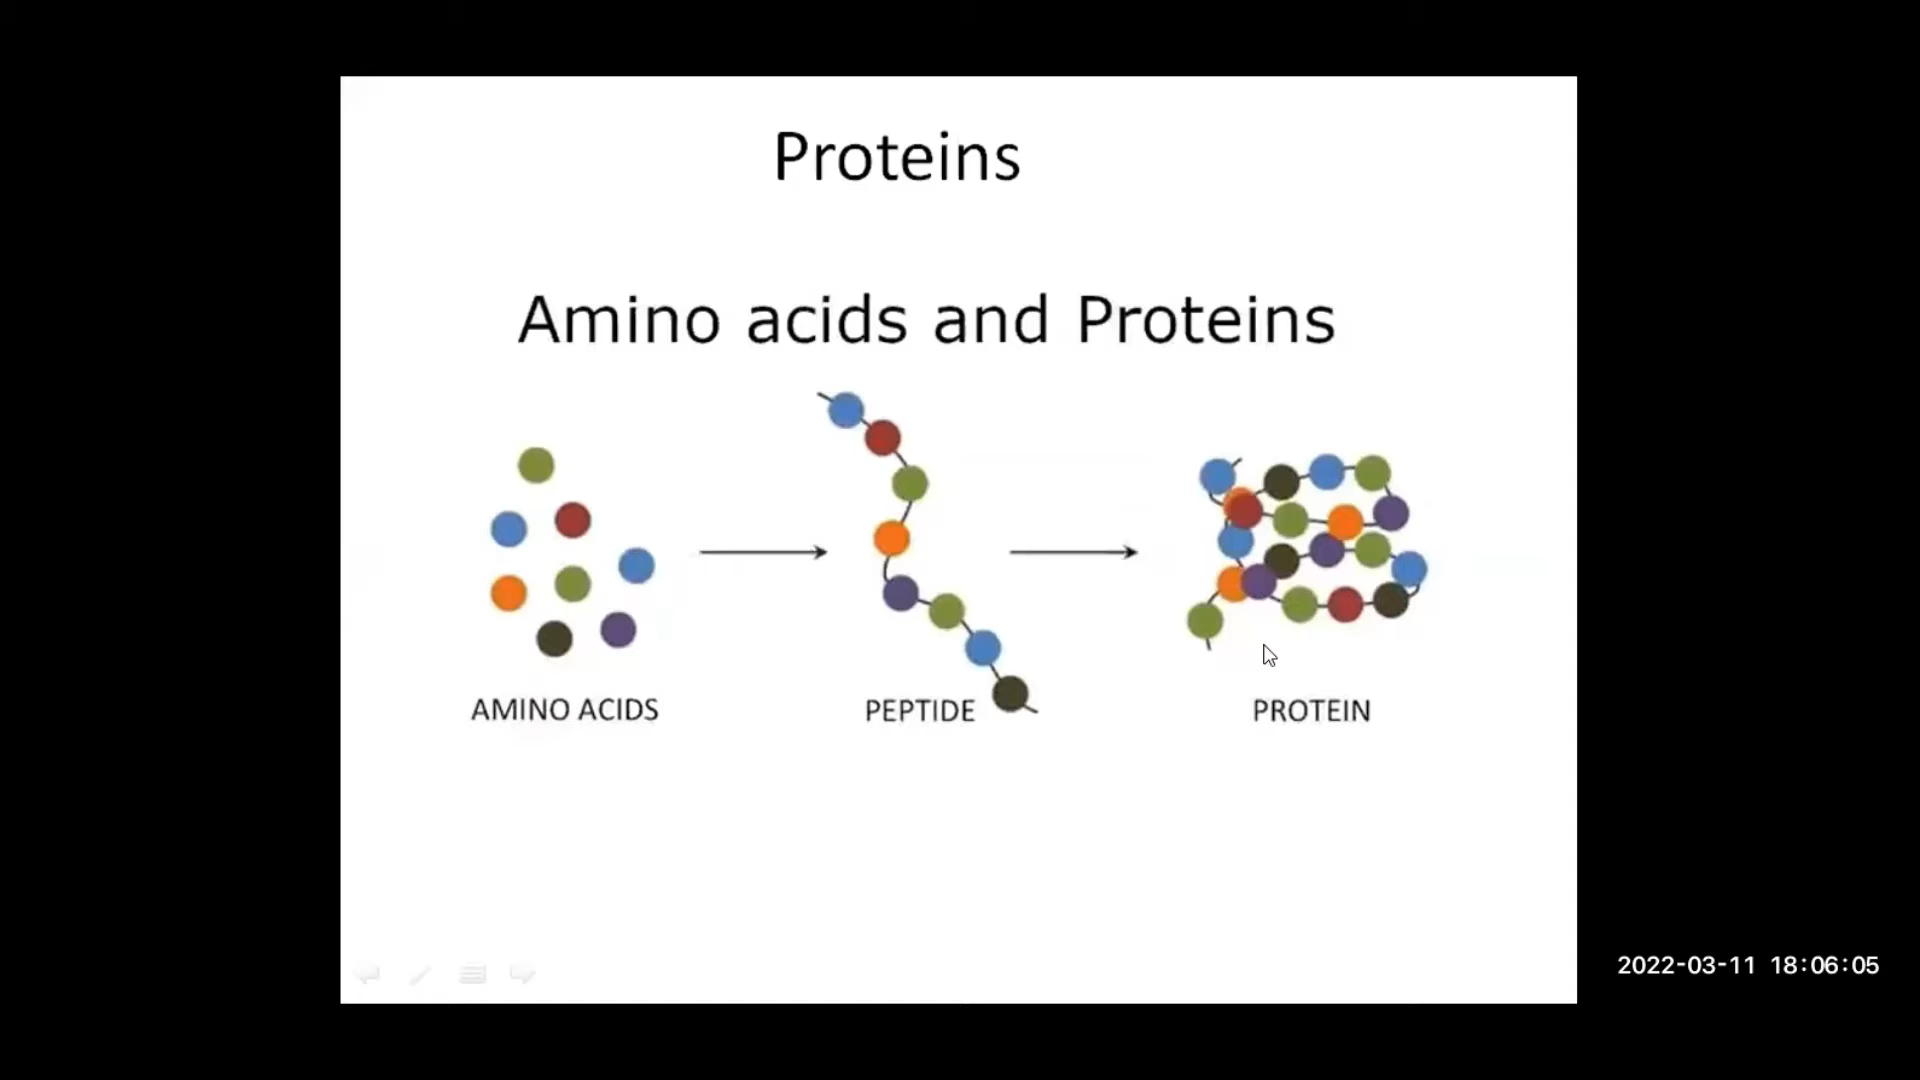 Proteins
Amino acids and Proteins
AMINO ACIDS
PEPTIDE
PROTEIN
2022-03-11 18:06:05